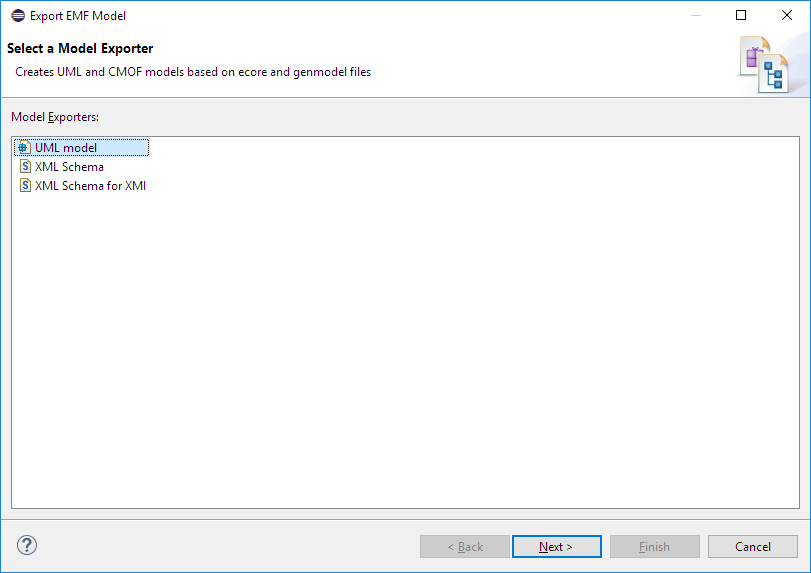 Export EMF Model
Select a Model Exporter
Creates UML and CMOF models based on ecore and genmodel files
Model Exporters:
UML model
XML Schema
XML Schema for XMI
< Back
Next >
Finish
Cancel